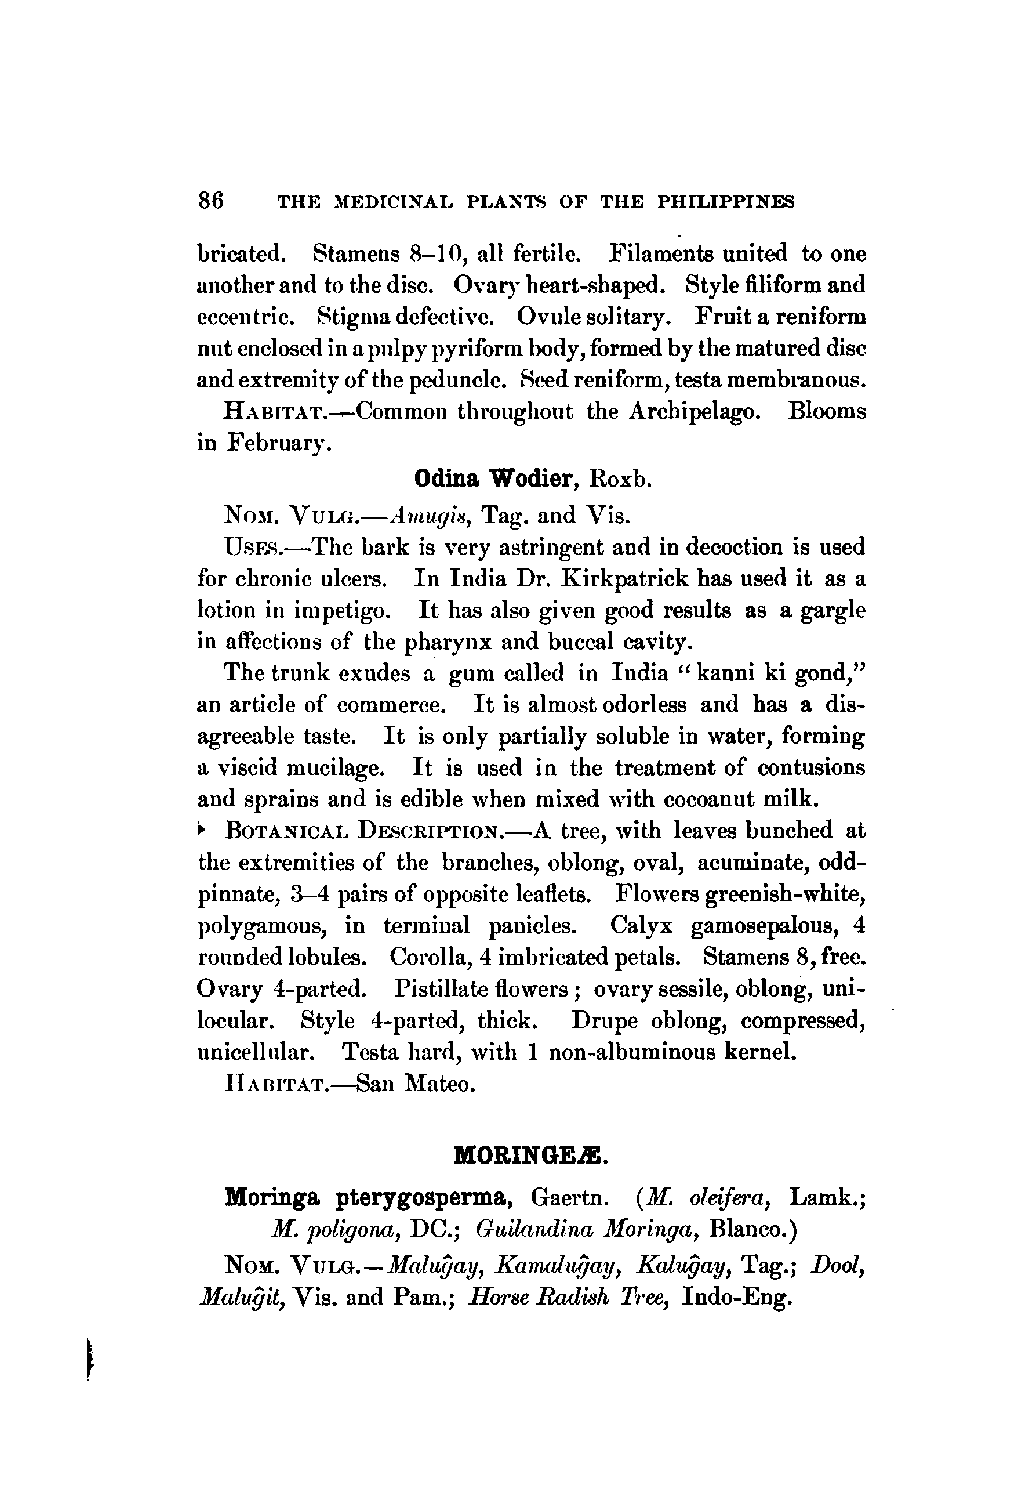 86 THE MEDICINAL PLANTS OF THE PHILIPPINES
bricated. Stamens 8–10, all fertile. Filaments united to one
another and to the disc. Ovary heart-shaped. Style filiform and
eccentric. Stigma defective. Ovule solitary. Fruit a reniform
nut enclosed in a pulpy pyriform body, formed by the matured disc
and extremity of the peduncle. Seed reniform, testa membranous.
HABITAT.—Common throughout the Archipelago. Blooms
in February.
Odina Wodier, Roxb.
NOM. VULG.—Amugis, Tag. and Vis.
USES.—The bark is very astringent and in decoction is used
for chronic ulcers. In India Dr. Kirkpatrick has used it as a
lotion in impetigo. It has also given good results as a gargle
in affections of the pharynx and buccal cavity.
The trunk exudes a gum called in India “kanni ki gond,”
an article of commerce. It is almost odorless and has a dis-
agreeable taste. It is only partially soluble in water, forming
a viscid mucilage. It is used in the treatment of contusions
and sprains and is edible when mixed with cocoanut milk.
BOTANICAL DESCRIPTION.—A tree, with leaves bunched at
the extremities of the branches, oblong, oval, acuminate, odd-
pinnate, 3–4 pairs of opposite leaflets. Flowers greenish-white,
polygamous, in terminal panicles. Calyx gamosepalous, 4
rounded lobules. Corolla, 4 imbricated petals. Stamens 8, free.
Ovary 4-parted. Pistillate flowers; ovary sessile, oblong, uni-
locular. Style 4-parted, thick. Drupe oblong, compressed,
unicellular. Testa hard, with 1 non-albuminous kernel.
HABITAT.—San Mateo.
MORINGEÆ.
Moringa pterygosperma, Gaertn. (M. oleifera, Lamk.;
M. poligona, DC.; Guilandina Moringa, Blanco.)
NOM. VULG.—Maluĝay, Kamaluĝay, Kaluĝay, Tag.; Dool,
Maluĝit, Vis. and Pam.; Horse Radish Tree, Indo-Eng.